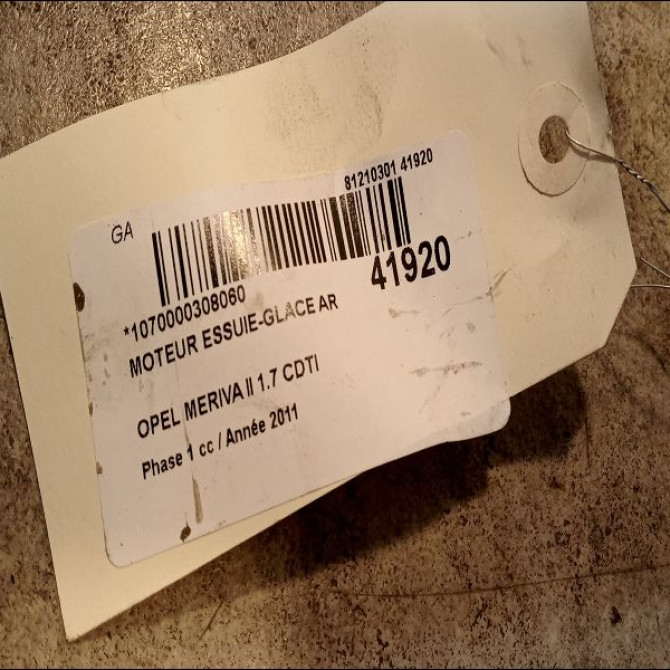 81210301 41920
GA
41920
*1070000308060
MOTEUR ESSUIE-GLACE AR
OPEL MERIVA II 1.7 CDTI
Phase 1 cc / Année 2011